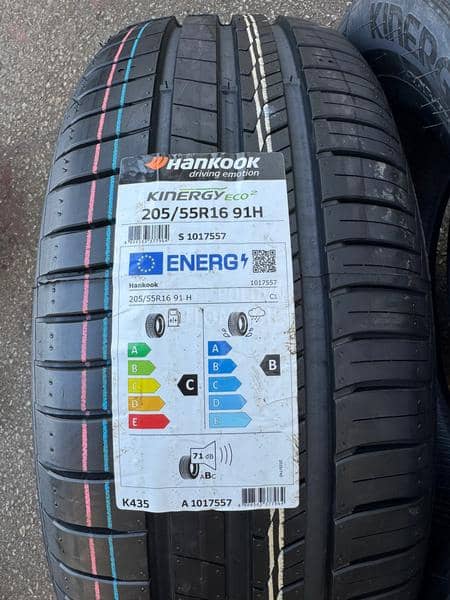 KINERG
HANKOOK
driving emotion
KINERGY ECO²
205/55R16 91H
S 1017557
ENERG
Hankook
1017557
205/55R16 91 H
C1
A
B
C
D
E
C
A
B
C
D
E
B
71 dB
ABC
K435
A 1017557